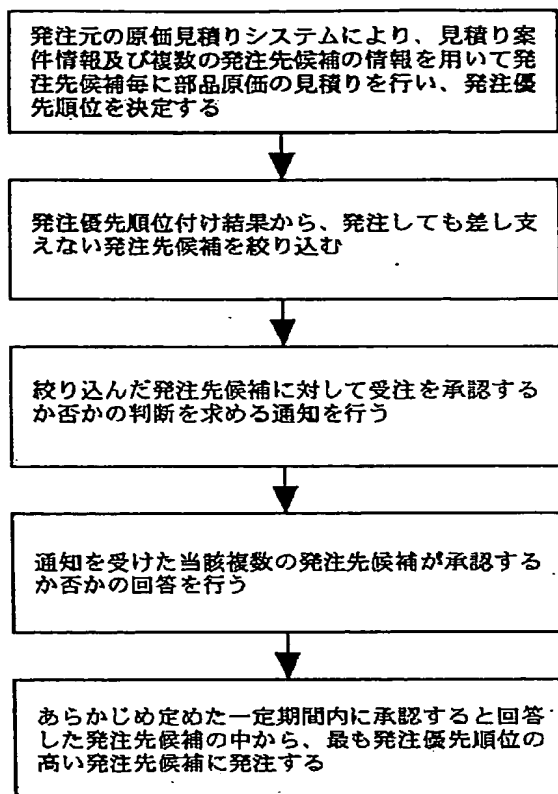 発注元の原価見積りシステムにより、見積り案
件情報及び複数の発注先候補の情報を用いて発
注先候補毎に部品原価の見積りを行い、発注優
先順位を決定する
発注優先順位付け結果から、発注しても差し支
えない発注先候補を絞り込む
絞り込んだ発注先候補に対して受注を承認する
か否かの判断を求める通知を行う
通知を受けた当該複数の発注先候補が承認する
か否かの回答を行う
あらかじめ定めた一定期間内に承認すると回答
した発注先候補の中から、最も発注優先順位の
高い発注先候補に発注する